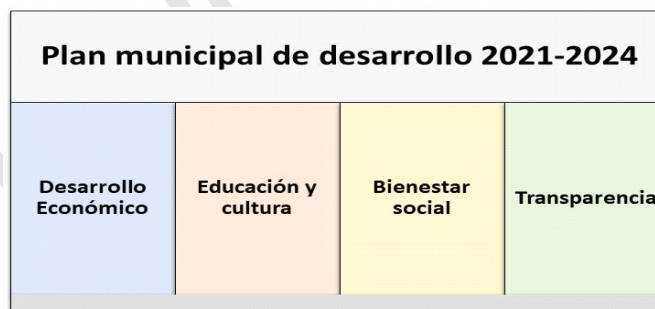 Plan municipal de desarrollo 2021-2024
Desarrollo
Económico
Educación y
cultura
Bienestar
social
Transparencia